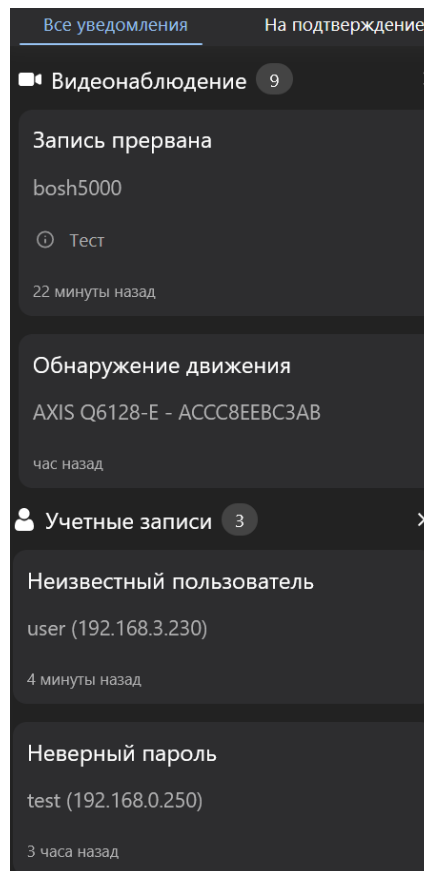 Все уведомления На подтверждение
Видеонаблюдение 9
Запись прервана
bosh5000
Тест
22 минуты назад
Обнаружение движения
AXIS Q6128-E - ACCC8EEBC3AB
час назад
Учетные записи 3
Неизвестный пользователь
user (192.168.3.230)
4 минуты назад
Неверный пароль
test (192.168.0.250)
3 часа назад